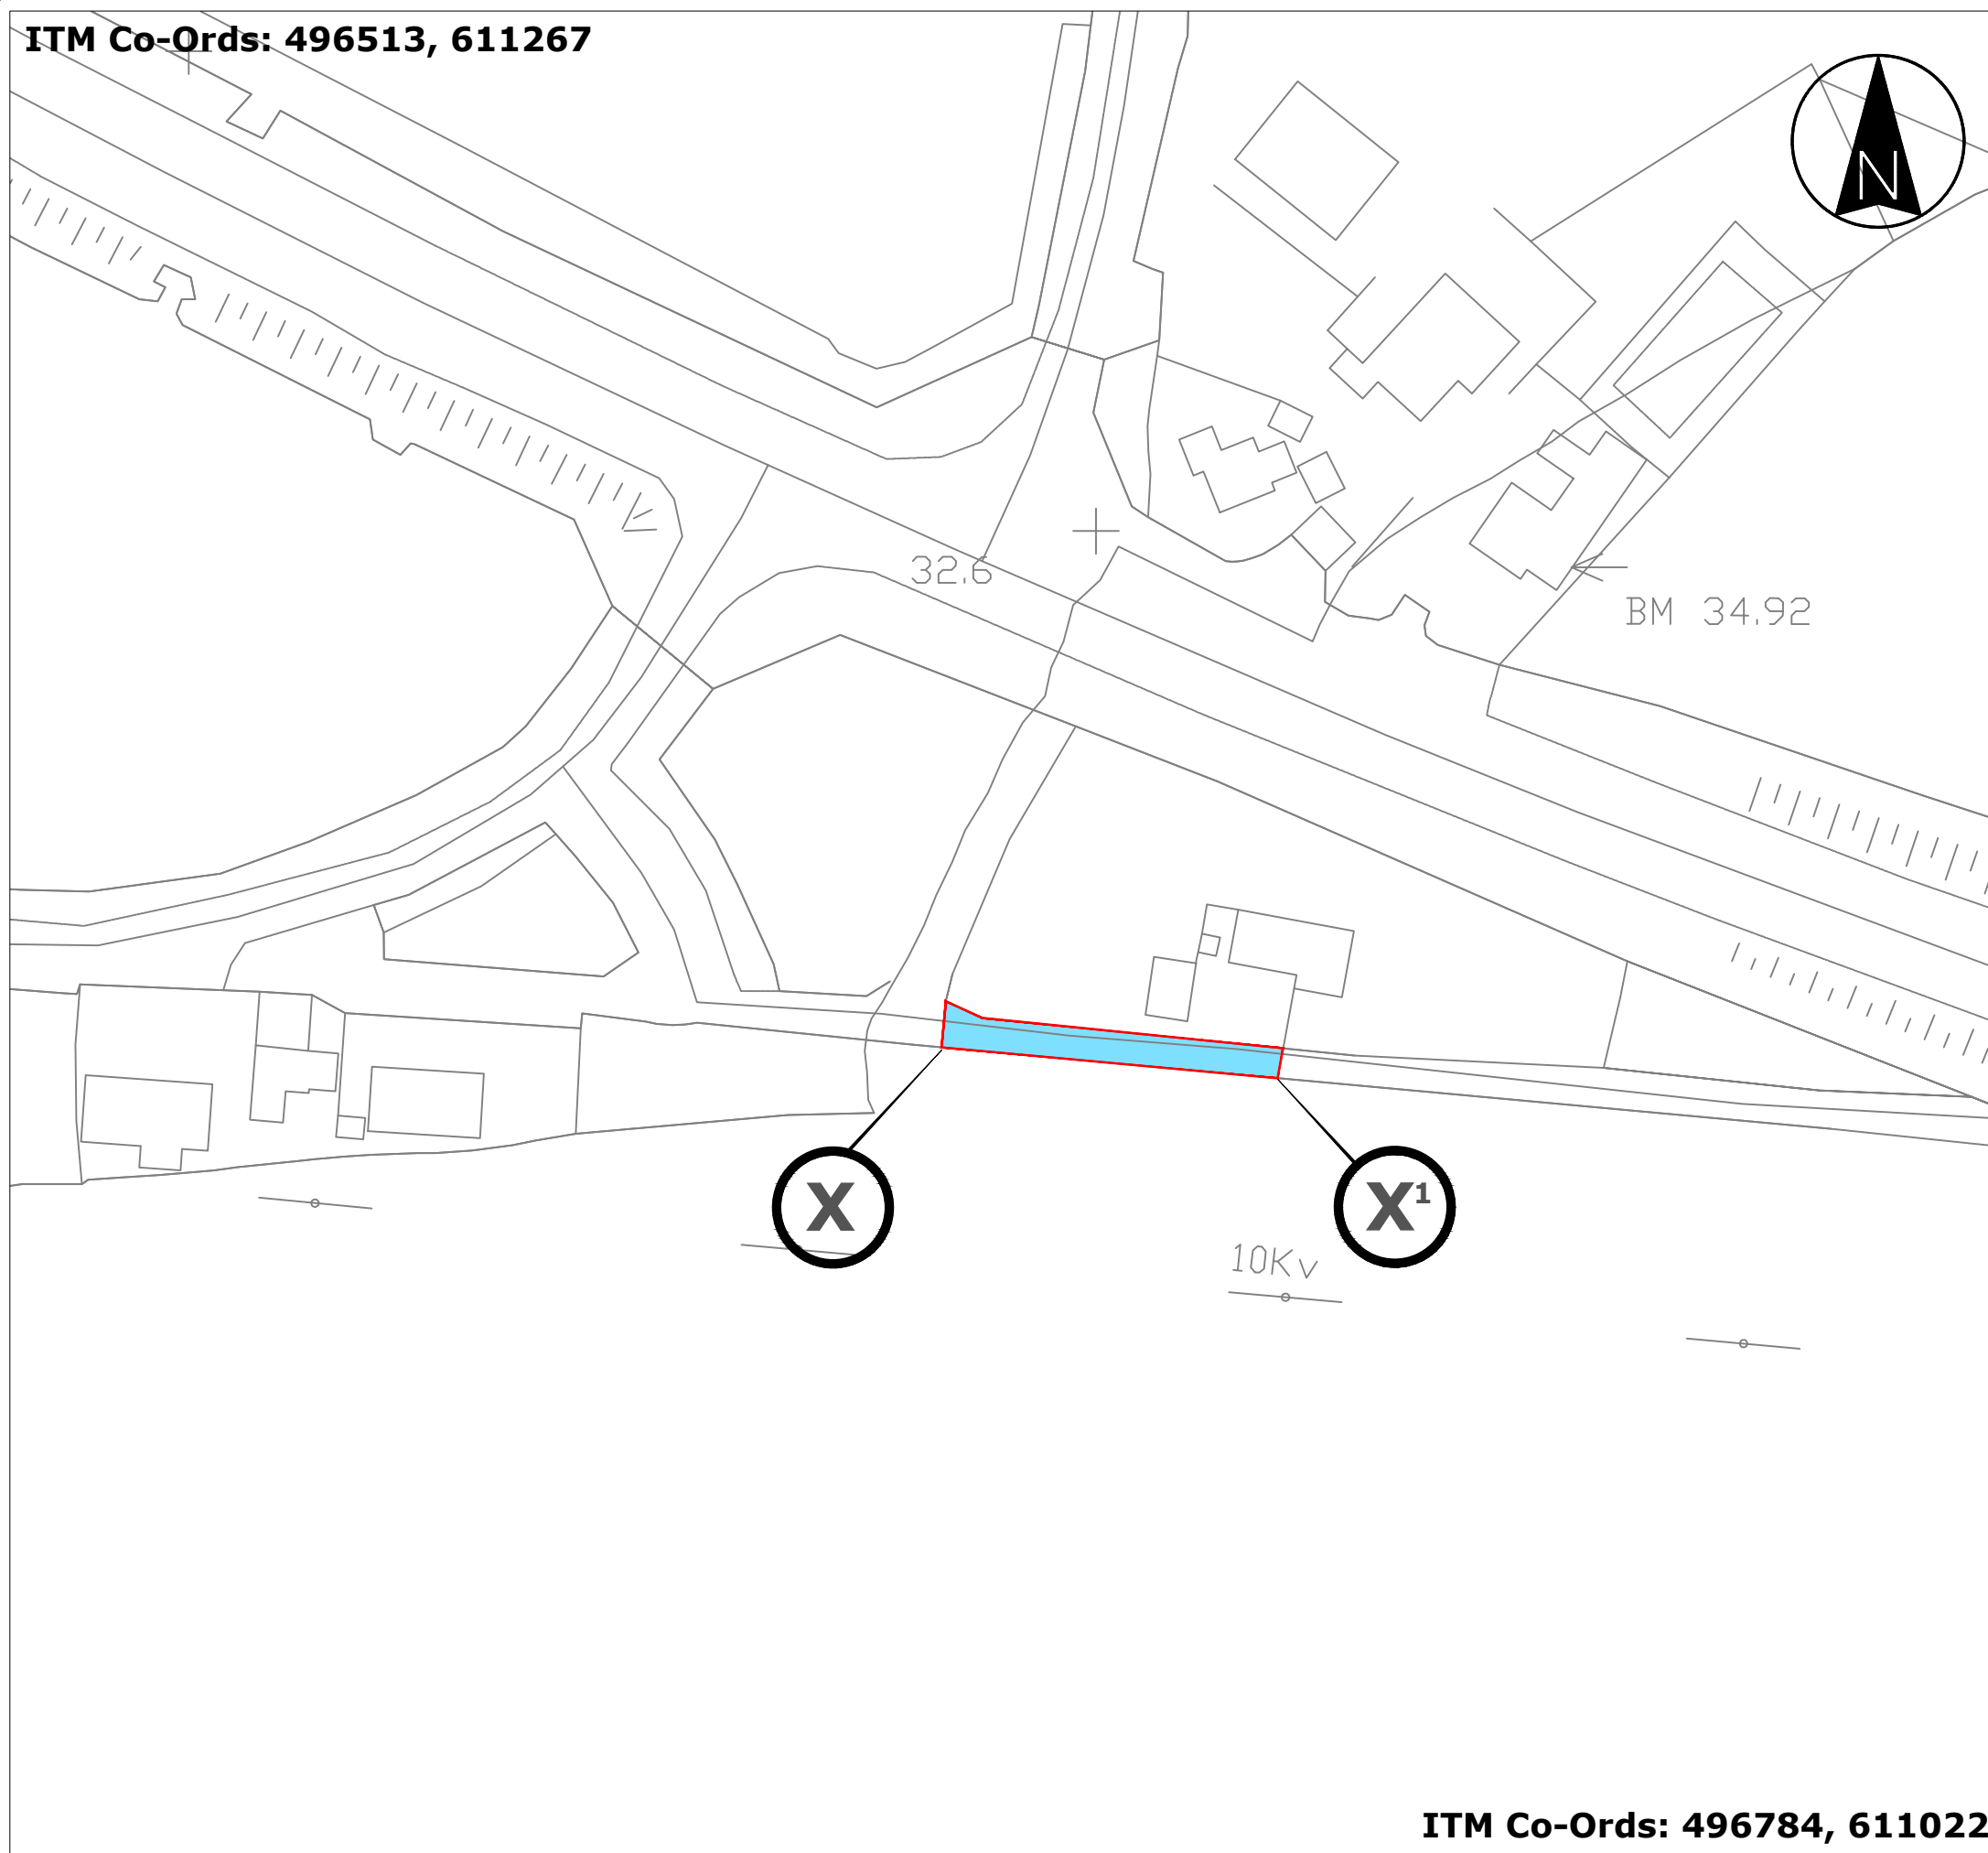 ITM Co-Ords: 496513, 611267
N
32.6
BM 34.92
X
X¹
10Kv
ITM Co-Ords: 496784, 611022